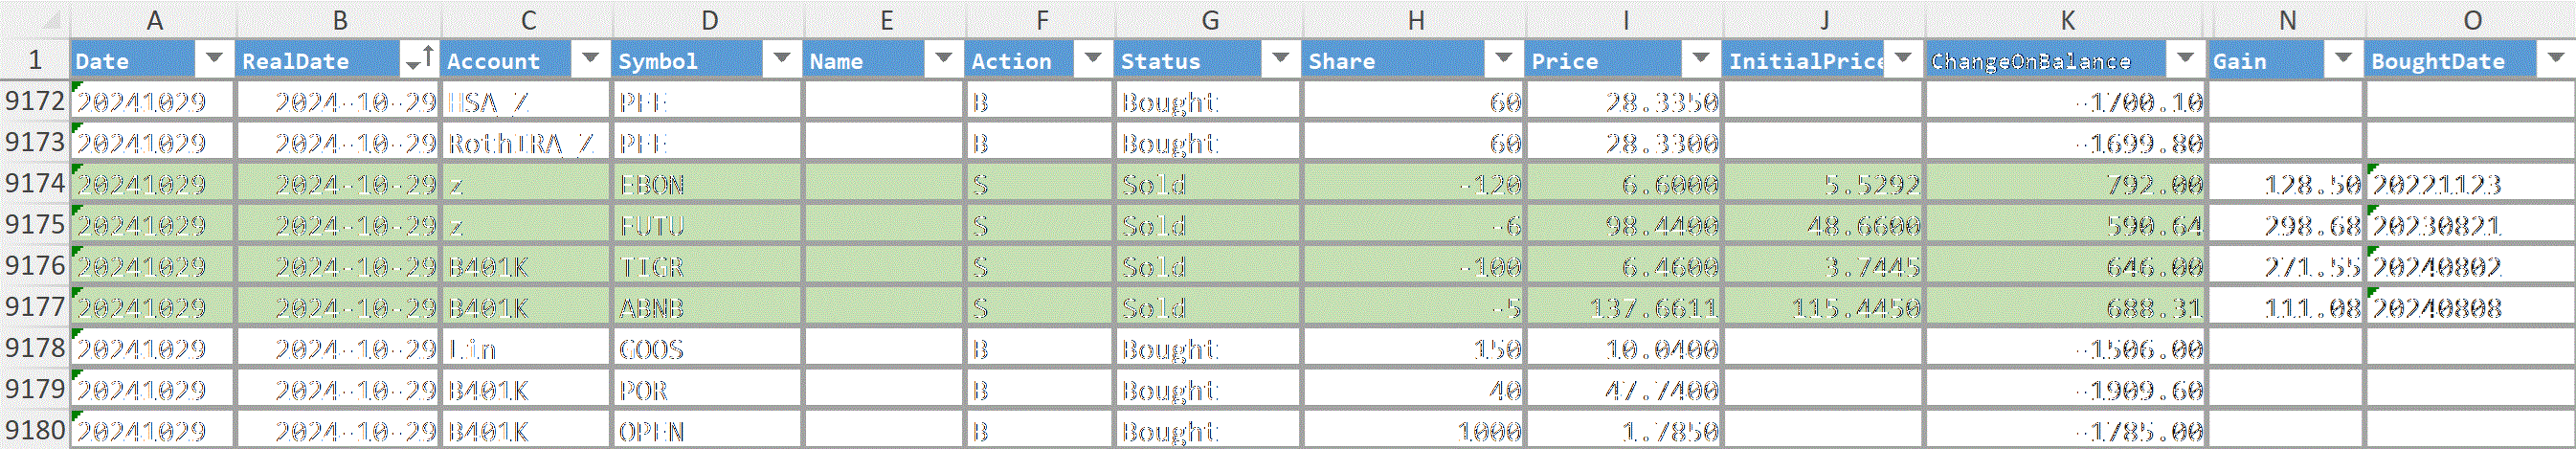 A B C D E F G H I J K N O
1 Date RealDate Account Symbol Name Action Status Share Price InitialPrice ChangeOnBalance Gain BoughtDate
9172 20241029 2024-10-29 HSA_Z PFE B Bought 60 28.3350 -1700.10
9173 20241029 2024-10-29 RothIRA_Z PFE B Bought 60 28.3300 -1699.80
9174 20241029 2024-10-29 z EBON S Sold -120 6.6000 5.5292 792.00 128.50 20221123
9175 20241029 2024-10-29 z FUTU S Sold -6 98.4400 48.6600 590.64 298.68 20230821
9176 20241029 2024-10-29 B401K TIGR S Sold -100 6.4600 3.7445 646.00 271.55 20240802
9177 20241029 2024-10-29 B401K ABNB S Sold -5 137.6611 115.4450 688.31 111.08 20240808
9178 20241029 2024-10-29 Lin GOOS B Bought 150 10.0400 -1506.00
9179 20241029 2024-10-29 B401K POR B Bought 40 47.7400 -1909.60
9180 20241029 2024-10-29 B401K OPEN B Bought 1000 1.7850 -1785.00